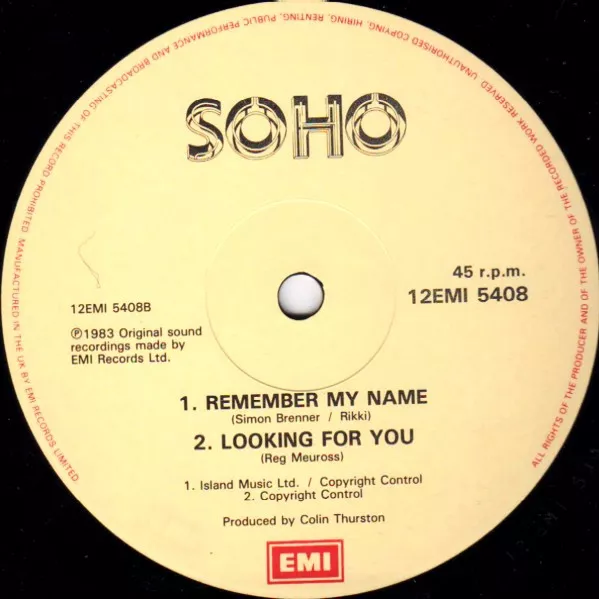 SOHO
45 r.p.m.
12EMI 5408
12EMI 5408B
℗1983 Original sound
recordings made by
EMI Records Ltd.
1. REMEMBER MY NAME
(Simon Brenner / Rikki)
2. LOOKING FOR YOU
(Reg Meuross)
1. Island Music Ltd. / Copyright Control
2. Copyright Control
Produced by Colin Thurston
EMI
ALL RIGHTS OF THE PRODUCER AND OF THE OWNER OF THE RECORDED WORK RESERVED UNAUTHORISED COPYING, HIRING, RENTING, PUBLIC PERFORMANCE AND BROADCASTING OF THIS RECORD PROHIBITED. MANUFACTURED IN THE UK BY EMI RECORDS LIMITED